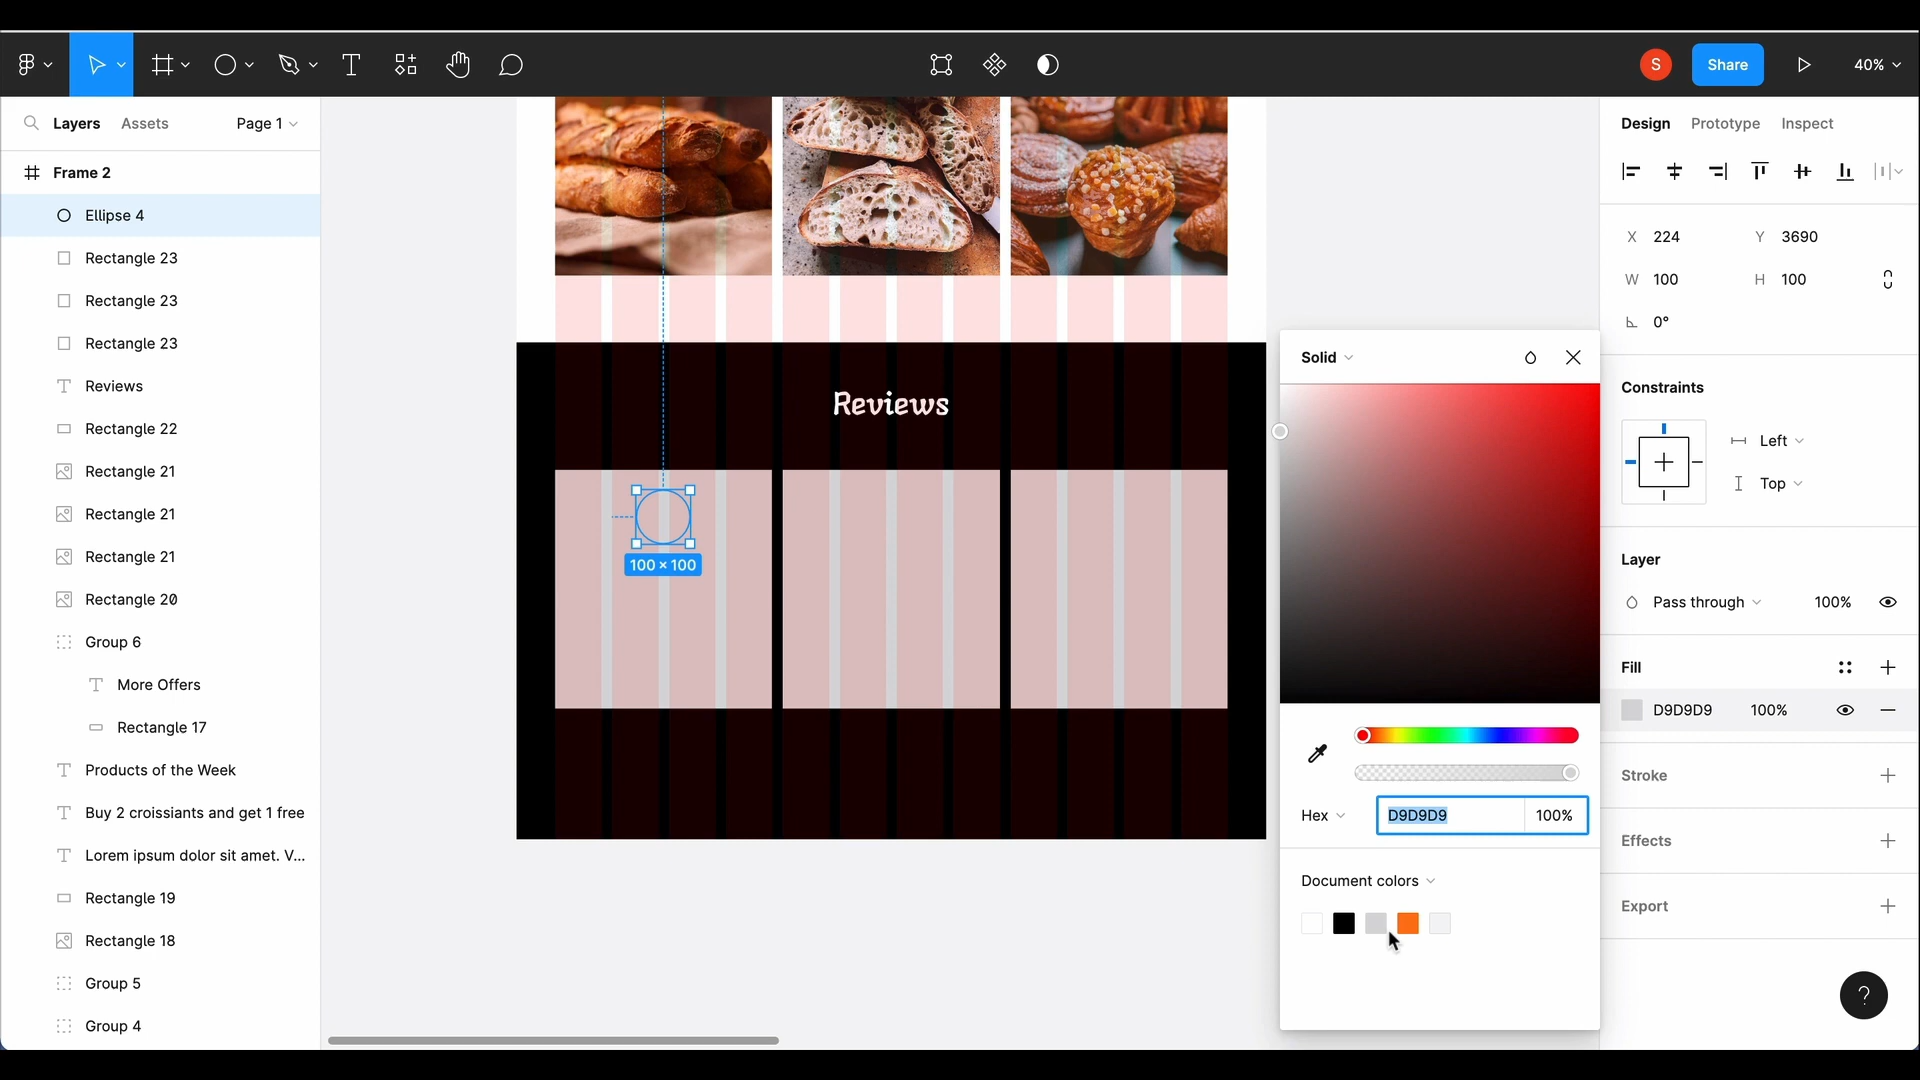 S
Share
40%
Layers
Assets
Page 1
Frame 2
Ellipse 4
Rectangle 23
Rectangle 23
Rectangle 23
Reviews
Rectangle 22
Rectangle 21
Rectangle 21
Rectangle 21
Rectangle 20
Group 6
More Offers
Rectangle 17
Products of the Week
Buy 2 croissiants and get 1 free
Lorem ipsum dolor sit amet. V...
Rectangle 19
Rectangle 18
Group 5
Group 4
Reviews
100 × 100
Solid
Hex
D9D9D9
100%
Document colors
Design
Prototype
Inspect
X 224
Y 3690
W 100
H 100
0°
Constraints
Left
Top
Layer
Pass through
100%
Fill
D9D9D9
100%
Stroke
Effects
Export
?